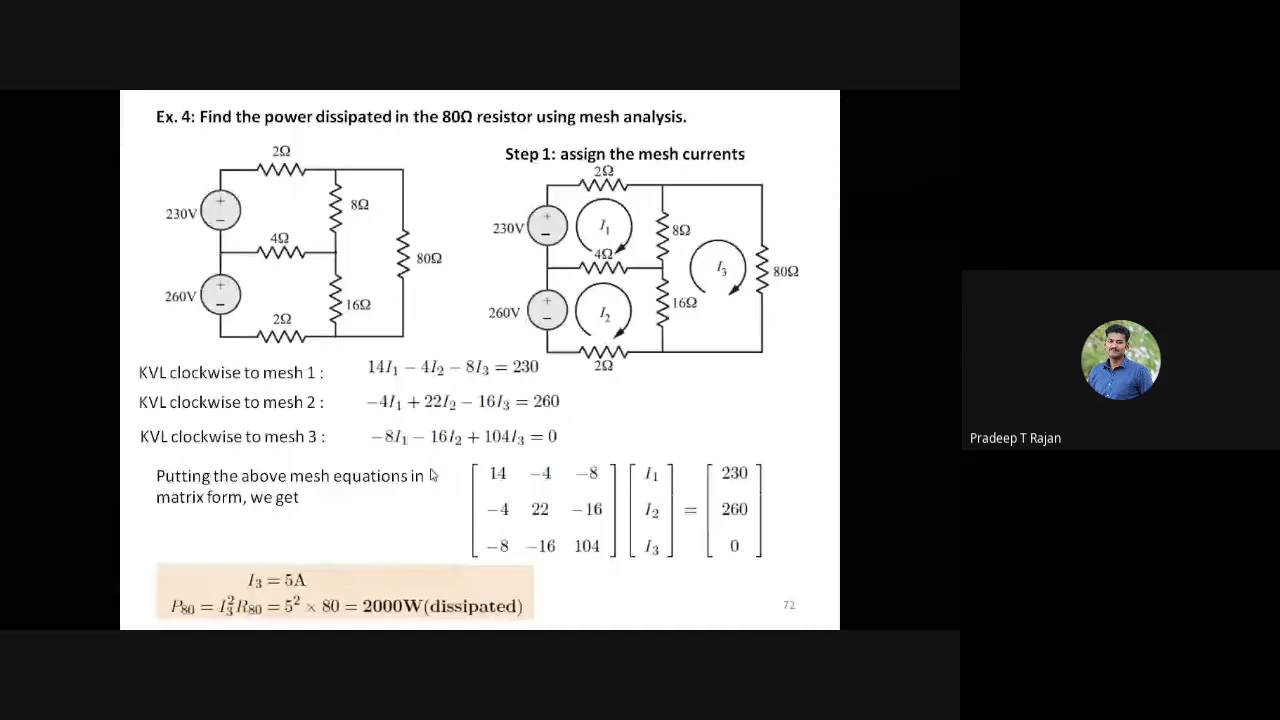 Ex. 4: Find the power dissipated in the 80Ω resistor using mesh analysis.
Step 1: assign the mesh currents
2Ω
230V
+
−
8Ω
4Ω
80Ω
260V
+
−
16Ω
2Ω
2Ω
230V
+
−
I₁
8Ω
4Ω
I₃
80Ω
260V
+
−
I₂
16Ω
2Ω
KVL clockwise to mesh 1 : 14I₁ − 4I₂ − 8I₃ = 230
KVL clockwise to mesh 2 : −4I₁ + 22I₂ − 16I₃ = 260
KVL clockwise to mesh 3 : −8I₁ − 16I₂ + 104I₃ = 0
Putting the above mesh equations in
matrix form, we get
14 −4 −8 I₁ 230
−4 22 −16 I₂ = 260
−8 −16 104 I₃ 0
I₃ = 5A
P₈₀ = I₃²R₈₀ = 5² × 80 = 2000W(dissipated)
72
Pradeep T Rajan